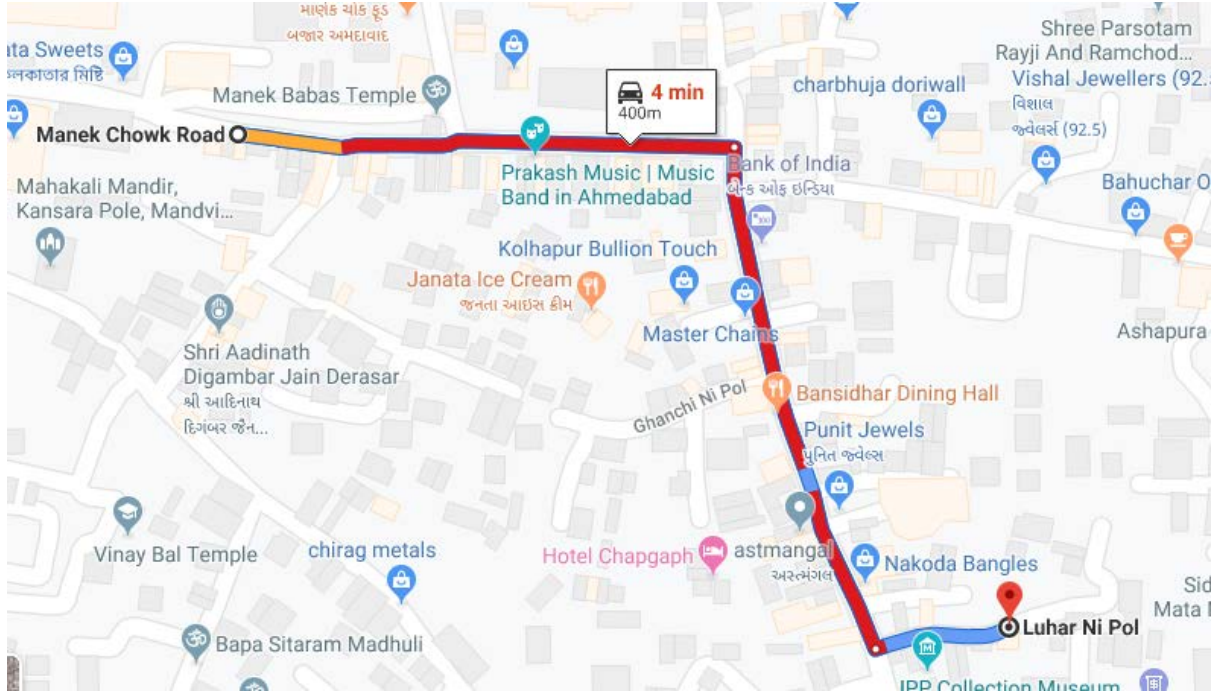 માણેક ચોક ફૂડ
બજાર અમદાવાદ
Shree Parsotam
Rayji And Ramchod...
ata Sweets
કલકાતાર મિષ્ટિ
Manek Babas Temple
4 min
400m
charbhuja doriwall
Vishal Jewellers (92.5
વિશાલ
જ્વેલર્સ (92.5)
Manek Chowk Road
Prakash Music | Music
Band in Ahmedabad
Bank of India
બેન્ક ઓફ ઇન્ડિયા
Mahakali Mandir,
Kansara Pole, Mandvi...
Bahuchar O
Kolhapur Bullion Touch
Janata Ice Cream
જનતા આઇસ ક્રીમ
Master Chains
Ashapura
Shri Aadinath
Digambar Jain Derasar
શ્રી આદિનાથ
દિગંબર જૈન...
Ghanchi Ni Pol
Bansidhar Dining Hall
Punit Jewels
પુનિત જ્વેલ્સ
Vinay Bal Temple
chirag metals
Hotel Chapgaph
astmangal
અસ્ત્મંગલ
Nakoda Bangles
Sid
Mata
Luhar Ni Pol
Bapa Sitaram Madhuli
JPP Collection Museum